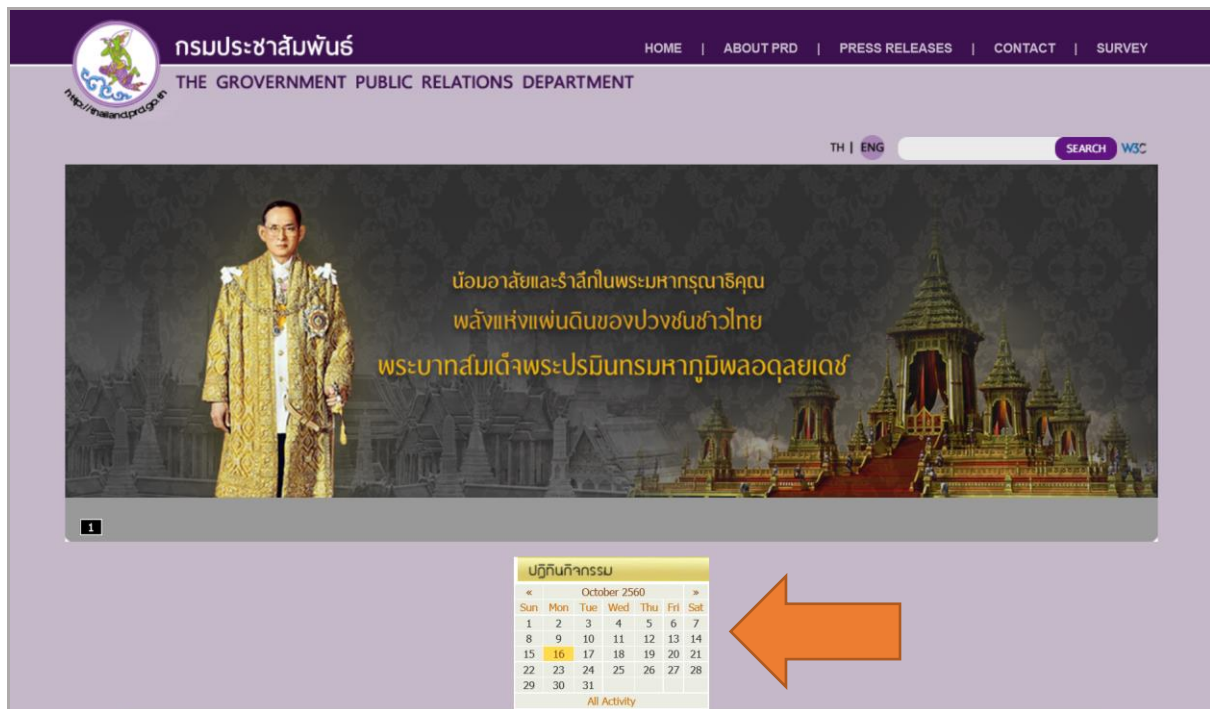 กรมประชาสัมพันธ์
HOME | ABOUT PRD | PRESS RELEASES | CONTACT | SURVEY
THE GROVERNMENT PUBLIC RELATIONS DEPARTMENT
http://thailand.prd.go.th
TH | ENG SEARCH W3C
น้อมอาลัยและรำลึกในพระมหากรุณาธิคุณ
พลังแห่งแผ่นดินของปวงชนชาวไทย
พระบาทสมเด็จพระปรมินทรมหาภูมิพลอดุลยเดช
1
ปฏิทินกิจกรรม
« October 2560 »
Sun Mon Tue Wed Thu Fri Sat
1 2 3 4 5 6 7
8 9 10 11 12 13 14
15 16 17 18 19 20 21
22 23 24 25 26 27 28
29 30 31
All Activity